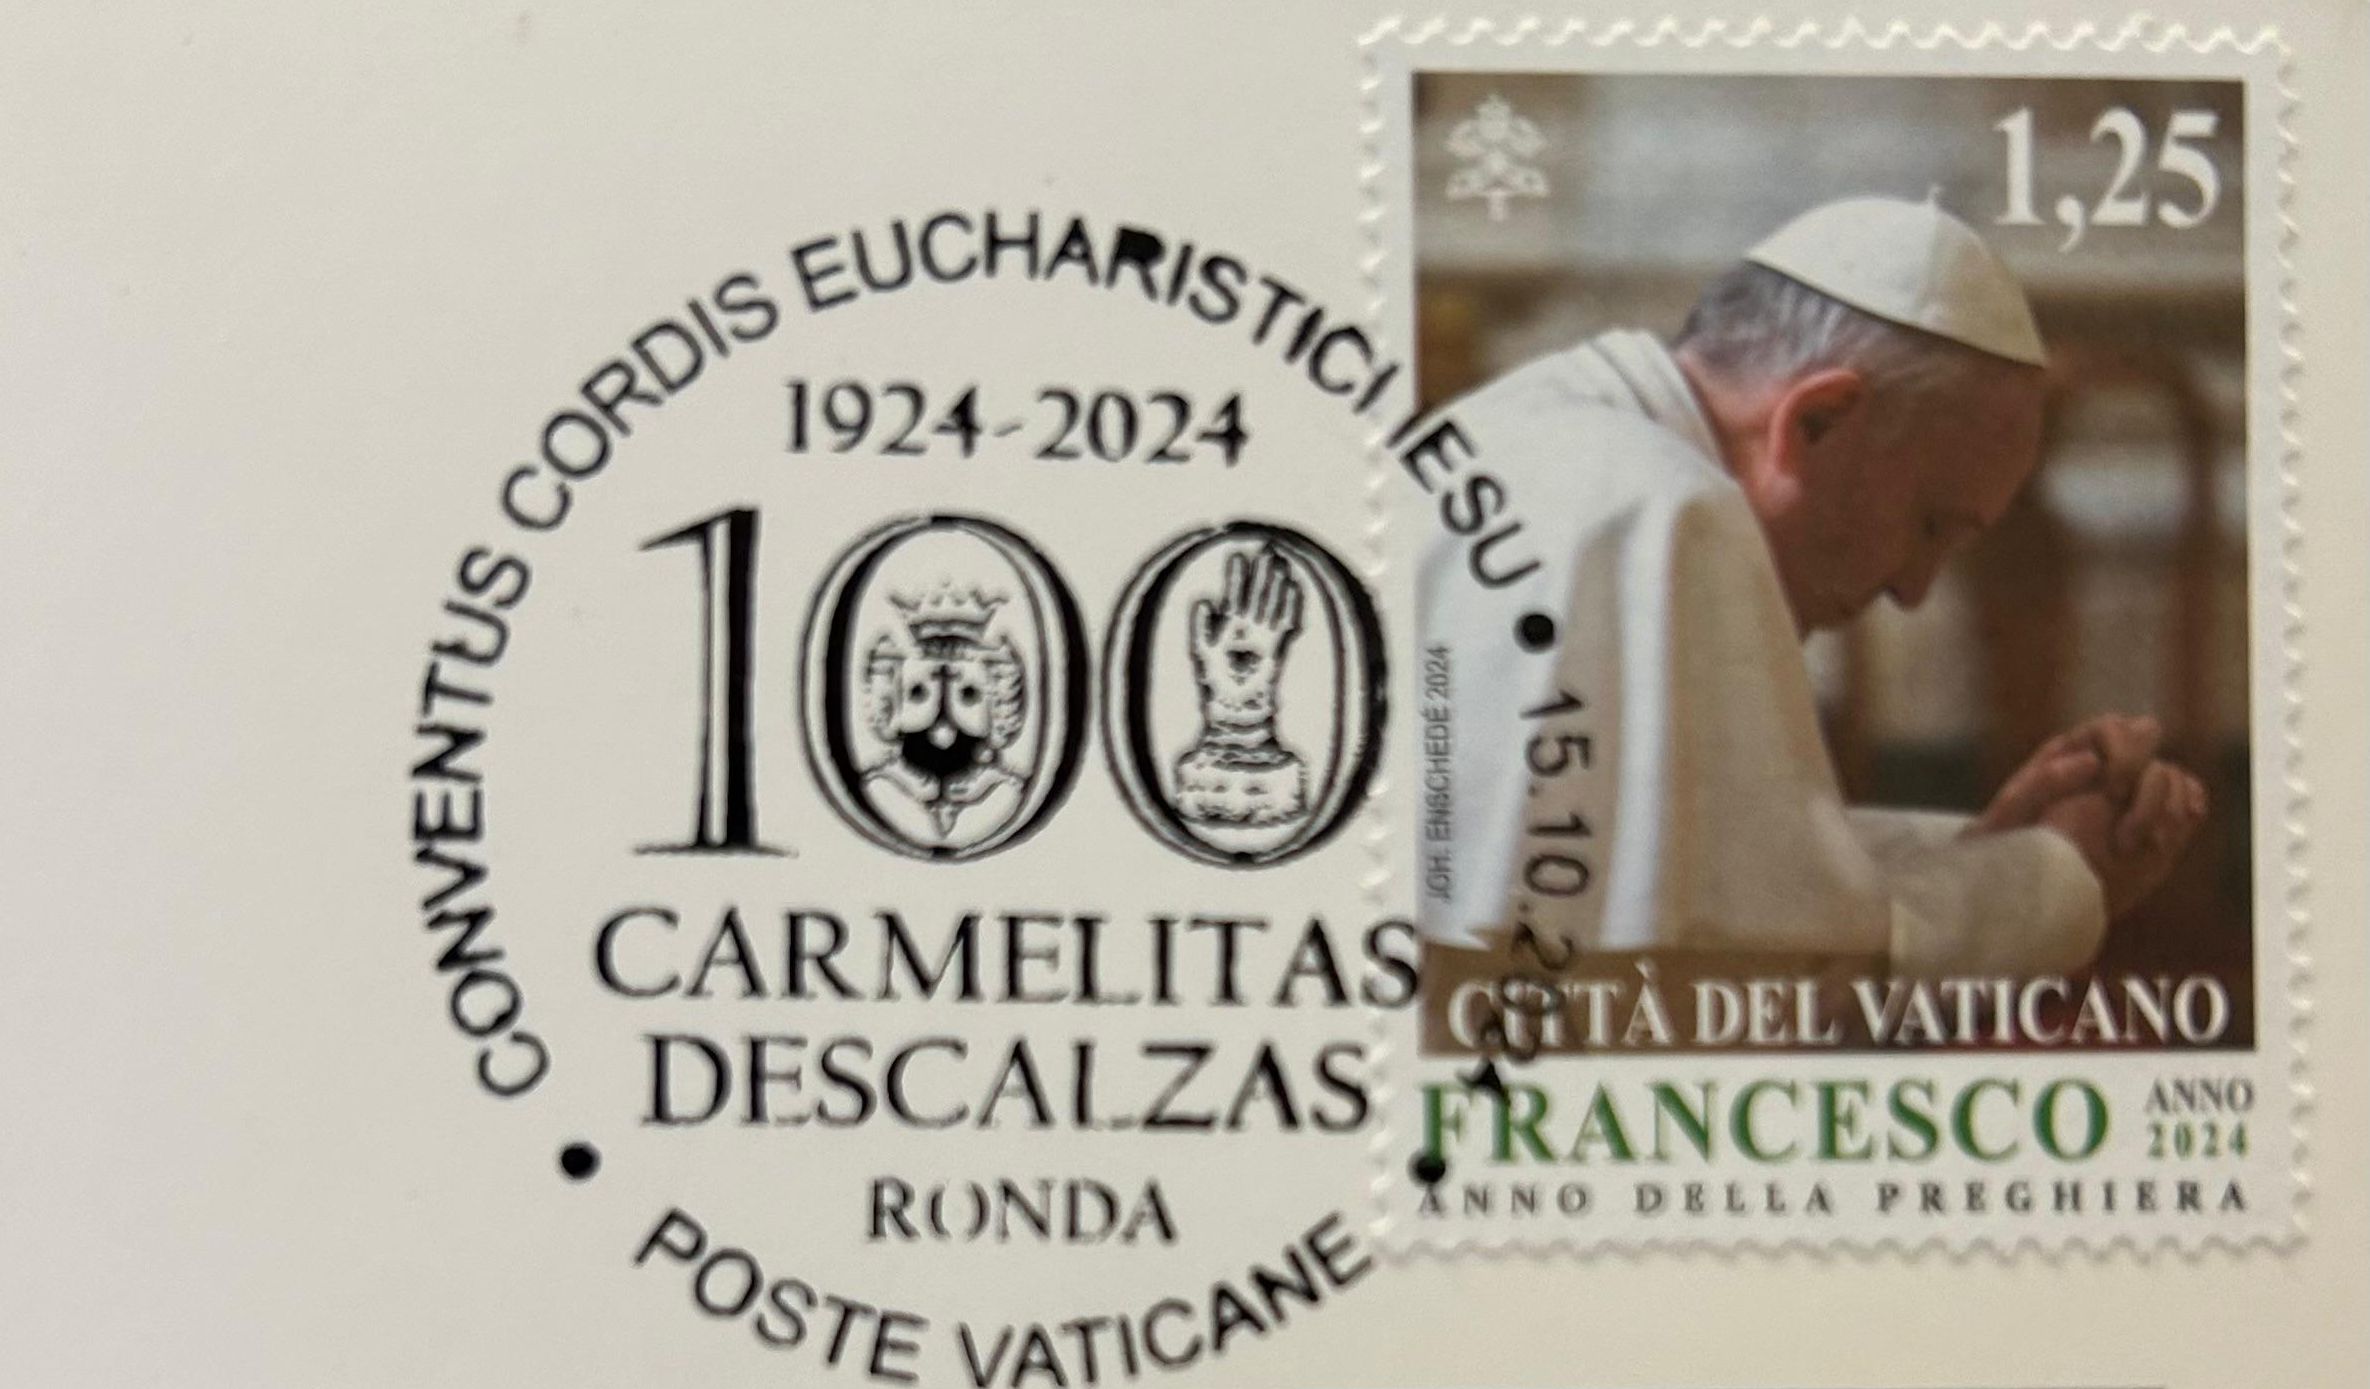 CONVENTUS CORDIS EUCHARISTICI IESU • 15.10.2024
1924-2024
100
CARMELITAS
DESCALZAS
RONDA
• POSTE VATICANE •
1,25
JOH. ENSCHEDÉ 2024
CITTÀ DEL VATICANO
FRANCESCO
ANNO
2024
ANNO DELLA PREGHIERA